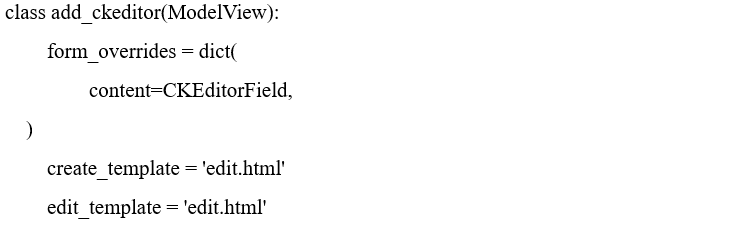 class add_ckeditor(ModelView):
form_overrides = dict(
content=CKEditorField,
)
create_template = 'edit.html'
edit_template = 'edit.html'